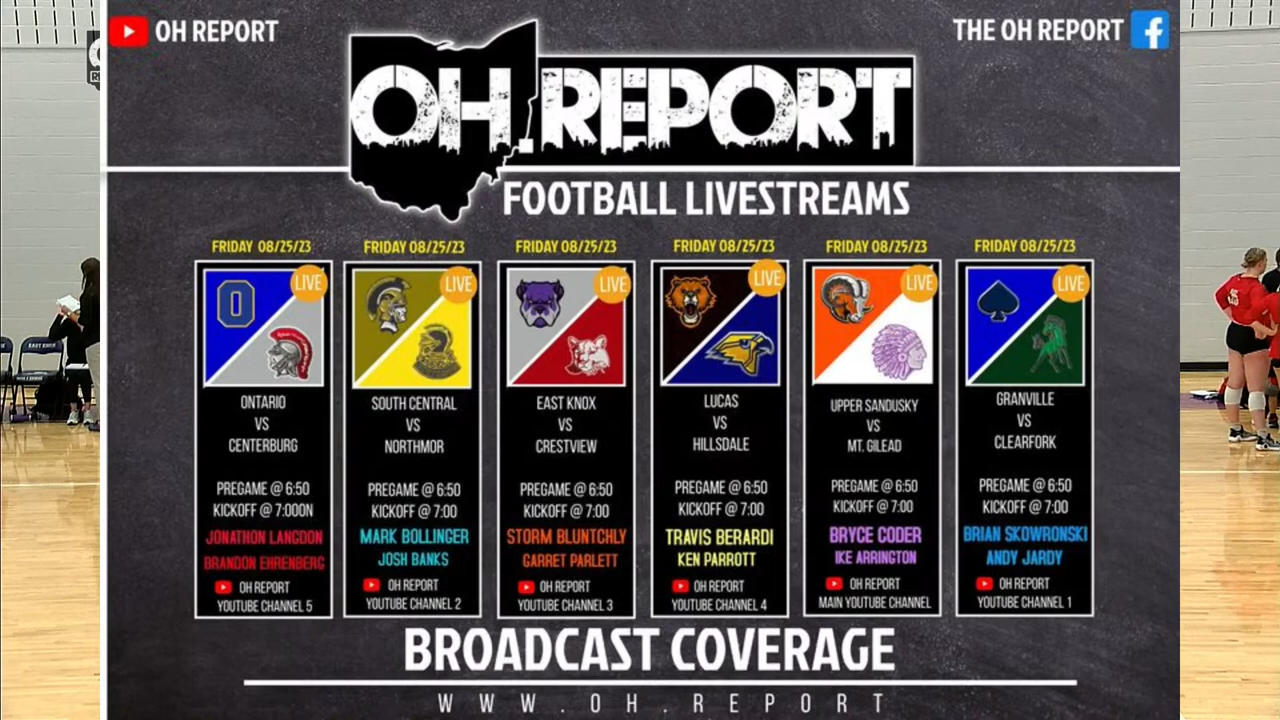 OH REPORT
THE OH REPORT
OH.REPORT
FOOTBALL LIVESTREAMS
FRIDAY 08/25/23
LIVE
O
ONTARIO
VS
CENTERBURG
PREGAME @ 6:50
KICKOFF @ 7:000N
JONATHON LANGDON
BRANDON EHRENBERG
OH REPORT
YOUTUBE CHANNEL 5
FRIDAY 08/25/23
LIVE
SOUTH CENTRAL
VS
NORTHMOR
PREGAME @ 6:50
KICKOFF @ 7:00
MARK BOLLINGER
JOSH BANKS
OH REPORT
YOUTUBE CHANNEL 2
FRIDAY 08/25/23
LIVE
EAST KNOX
VS
CRESTVIEW
PREGAME @ 6:50
KICKOFF @ 7:00
STORM BLUNTCHLY
GARRET PARLETT
OH REPORT
YOUTUBE CHANNEL 3
FRIDAY 08/25/23
LIVE
LUCAS
VS
HILLSDALE
PREGAME @ 6:50
KICKOFF @ 7:00
TRAVIS BERARDI
KEN PARROTT
OH REPORT
YOUTUBE CHANNEL 4
FRIDAY 08/25/23
LIVE
UPPER SANDUSKY
VS
MT. GILEAD
PREGAME @ 6:50
KICKOFF @ 7:00
BRYCE CODER
IKE ARRINGTON
OH REPORT
MAIN YOUTUBE CHANNEL
FRIDAY 08/25/23
LIVE
GRANVILLE
VS
CLEARFORK
PREGAME @ 6:50
KICKOFF @ 7:00
BRIAN SKOWRONSKI
ANDY JARDY
OH REPORT
YOUTUBE CHANNEL 1
BROADCAST COVERAGE
WWW.OH.REPORT
EAST KNOX